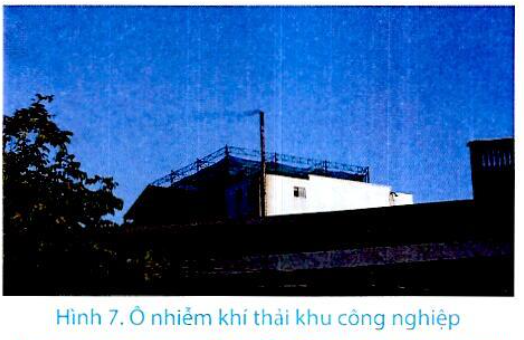 Hình 7. Ô nhiễm khí thải khu công nghiệp